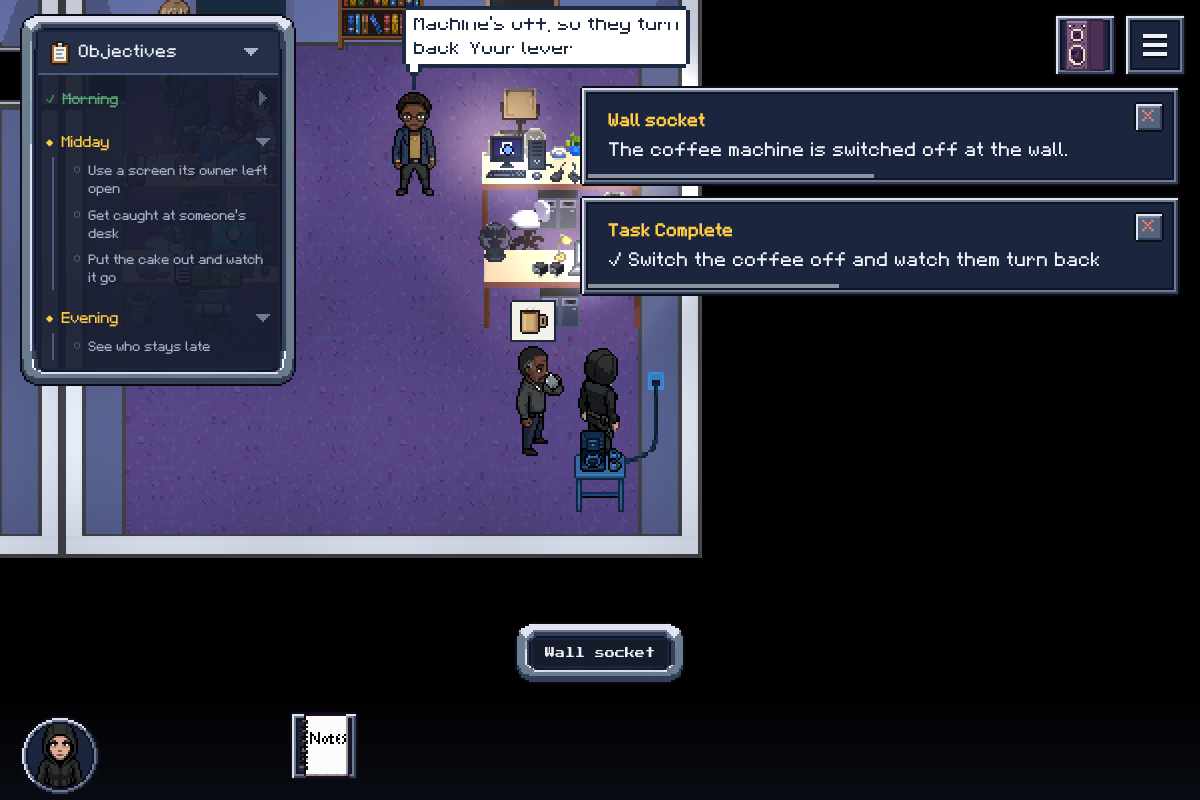 Machine's off, so they turn
back. Your lever
Objectives
Morning
Midday
Use a screen its owner left
open
Get caught at someone's
desk
Put the cake out and watch
it go
Evening
See who stays late
Wall socket
The coffee machine is switched off at the wall.
Task Complete
✓ Switch the coffee off and watch them turn back
Wall socket
Notes